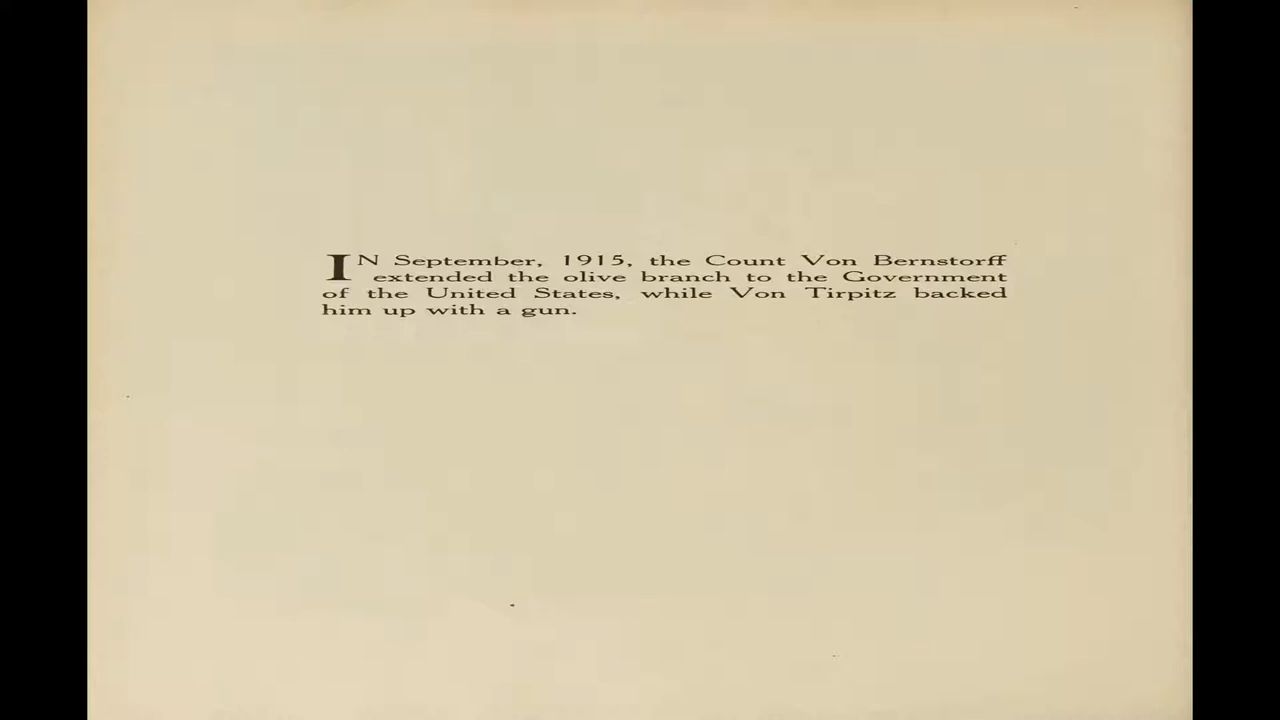 IN September, 1915, the Count Von Bernstorff
extended the olive branch to the Government
of the United States, while Von Tirpitz backed
him up with a gun.